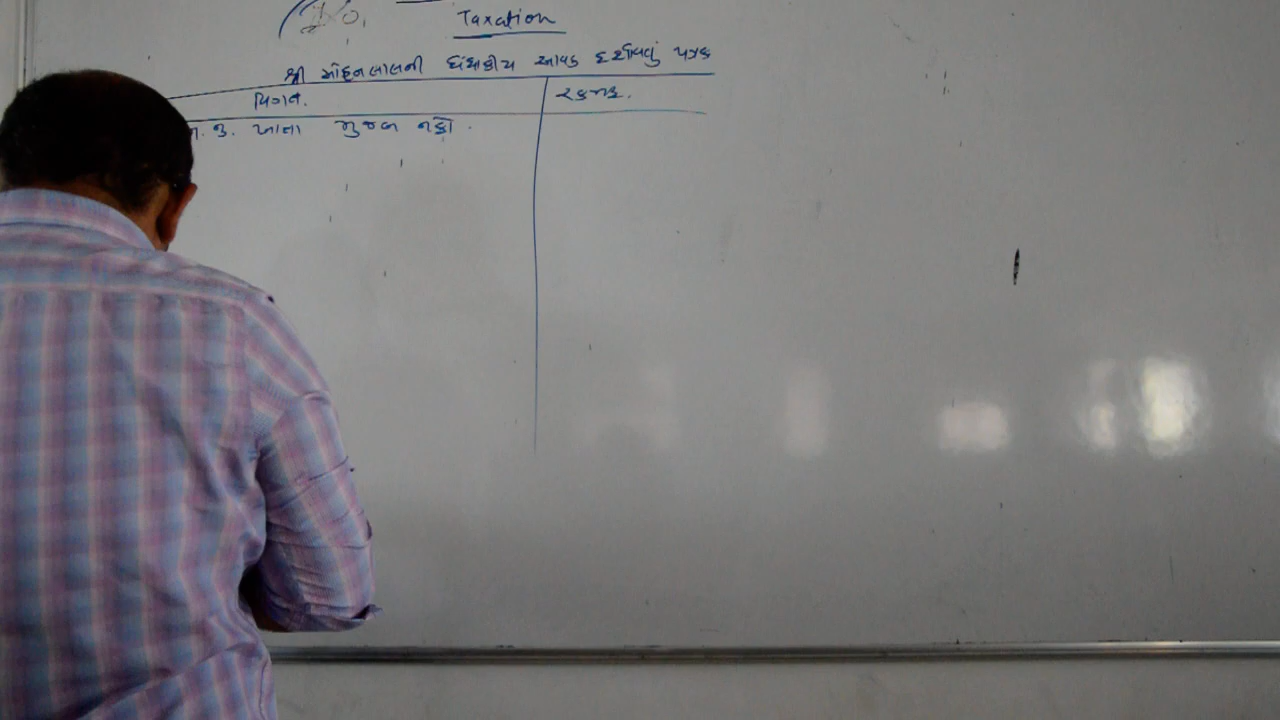 Taxation
શ્રી મોહનલાલની ધંધાકીય આવક દર્શાવતું પત્રક
વિગત. રકમ રૂ.
ન. નુ. ખાતા મુજબ નફો.